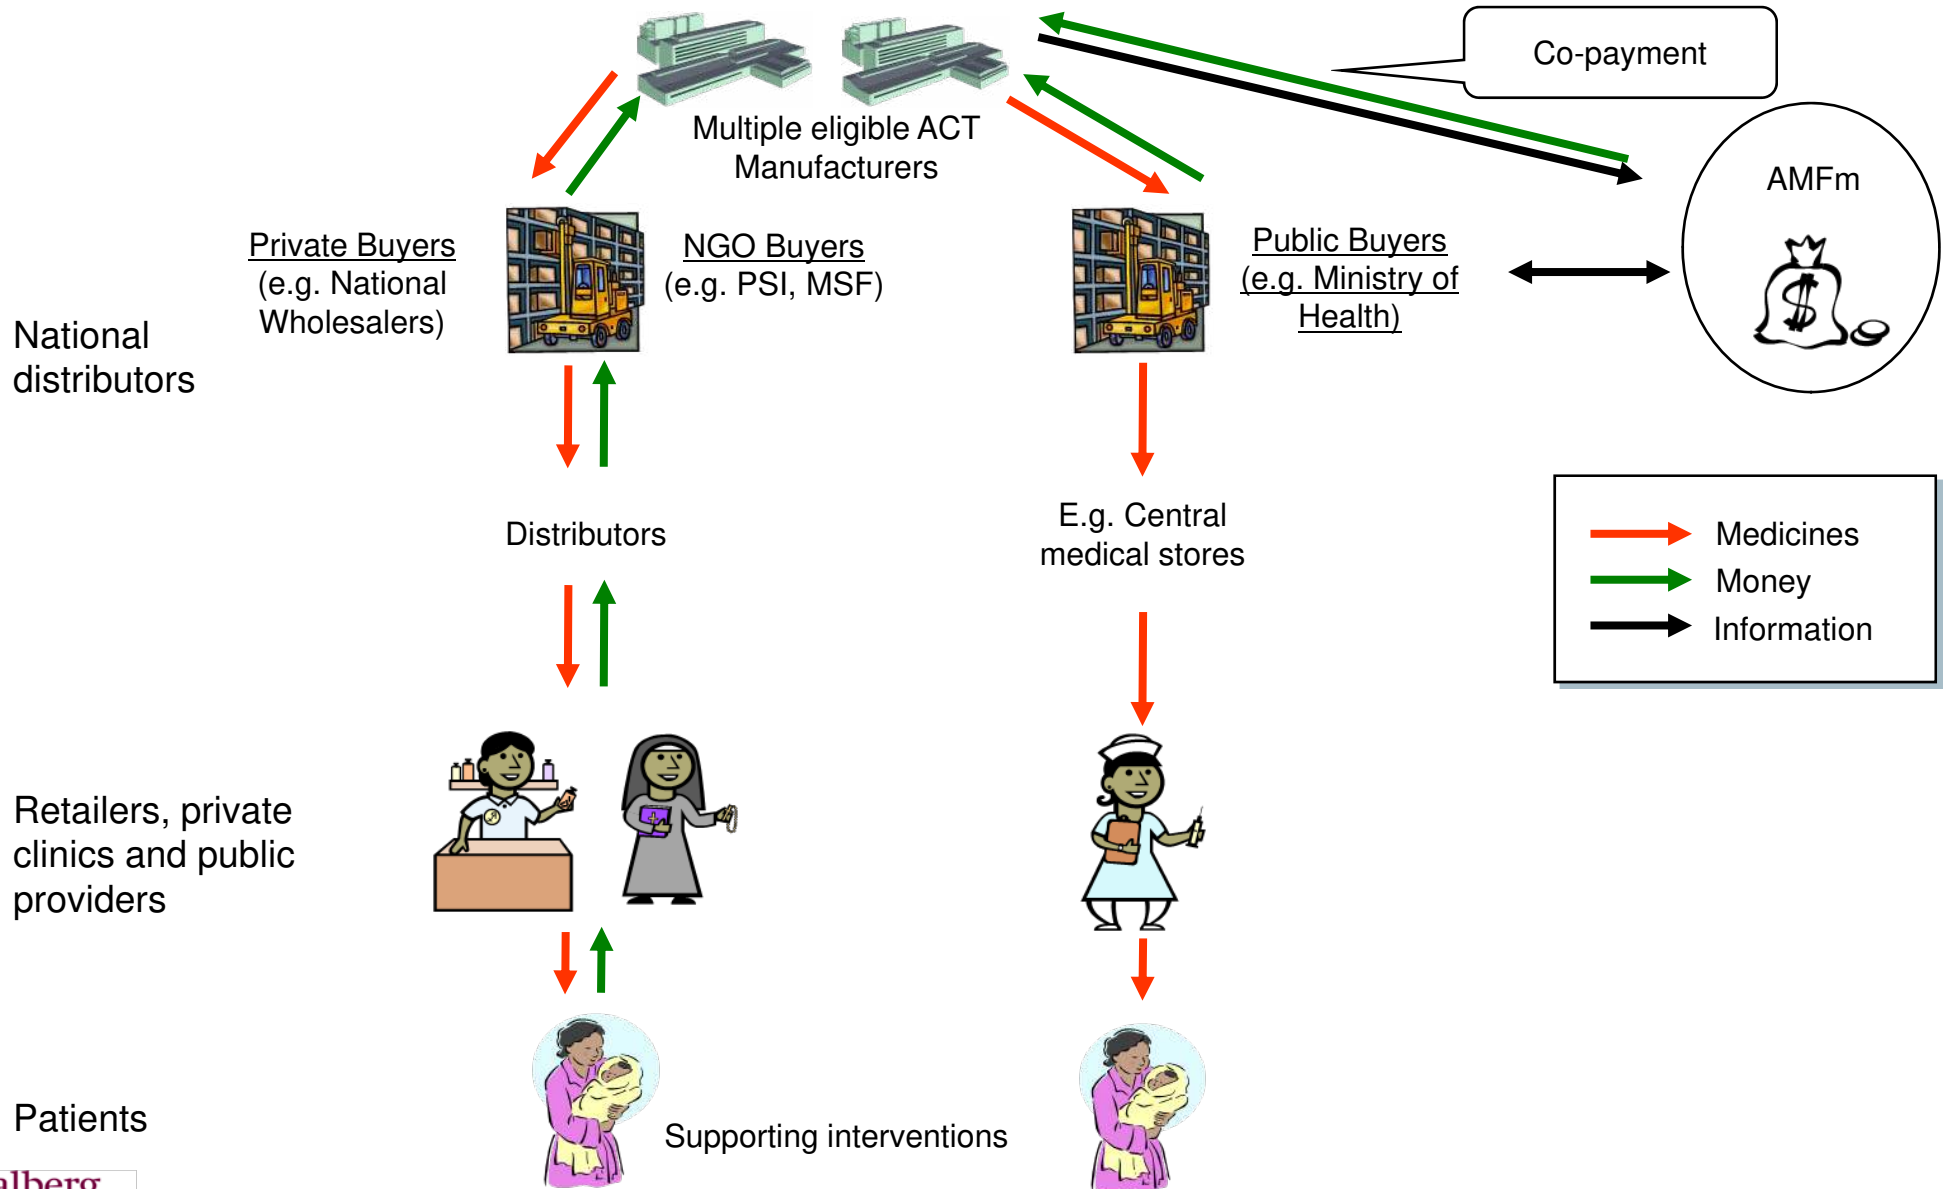 Co-payment
Multiple eligible ACT
Manufacturers
AMFm
Private Buyers
(e.g. National
Wholesalers)
NGO Buyers
(e.g. PSI, MSF)
Public Buyers
(e.g. Ministry of
Health)
National
distributors
Distributors
E.g. Central
medical stores
Medicines
Money
Information
Retailers, private
clinics and public
providers
Patients
Supporting interventions